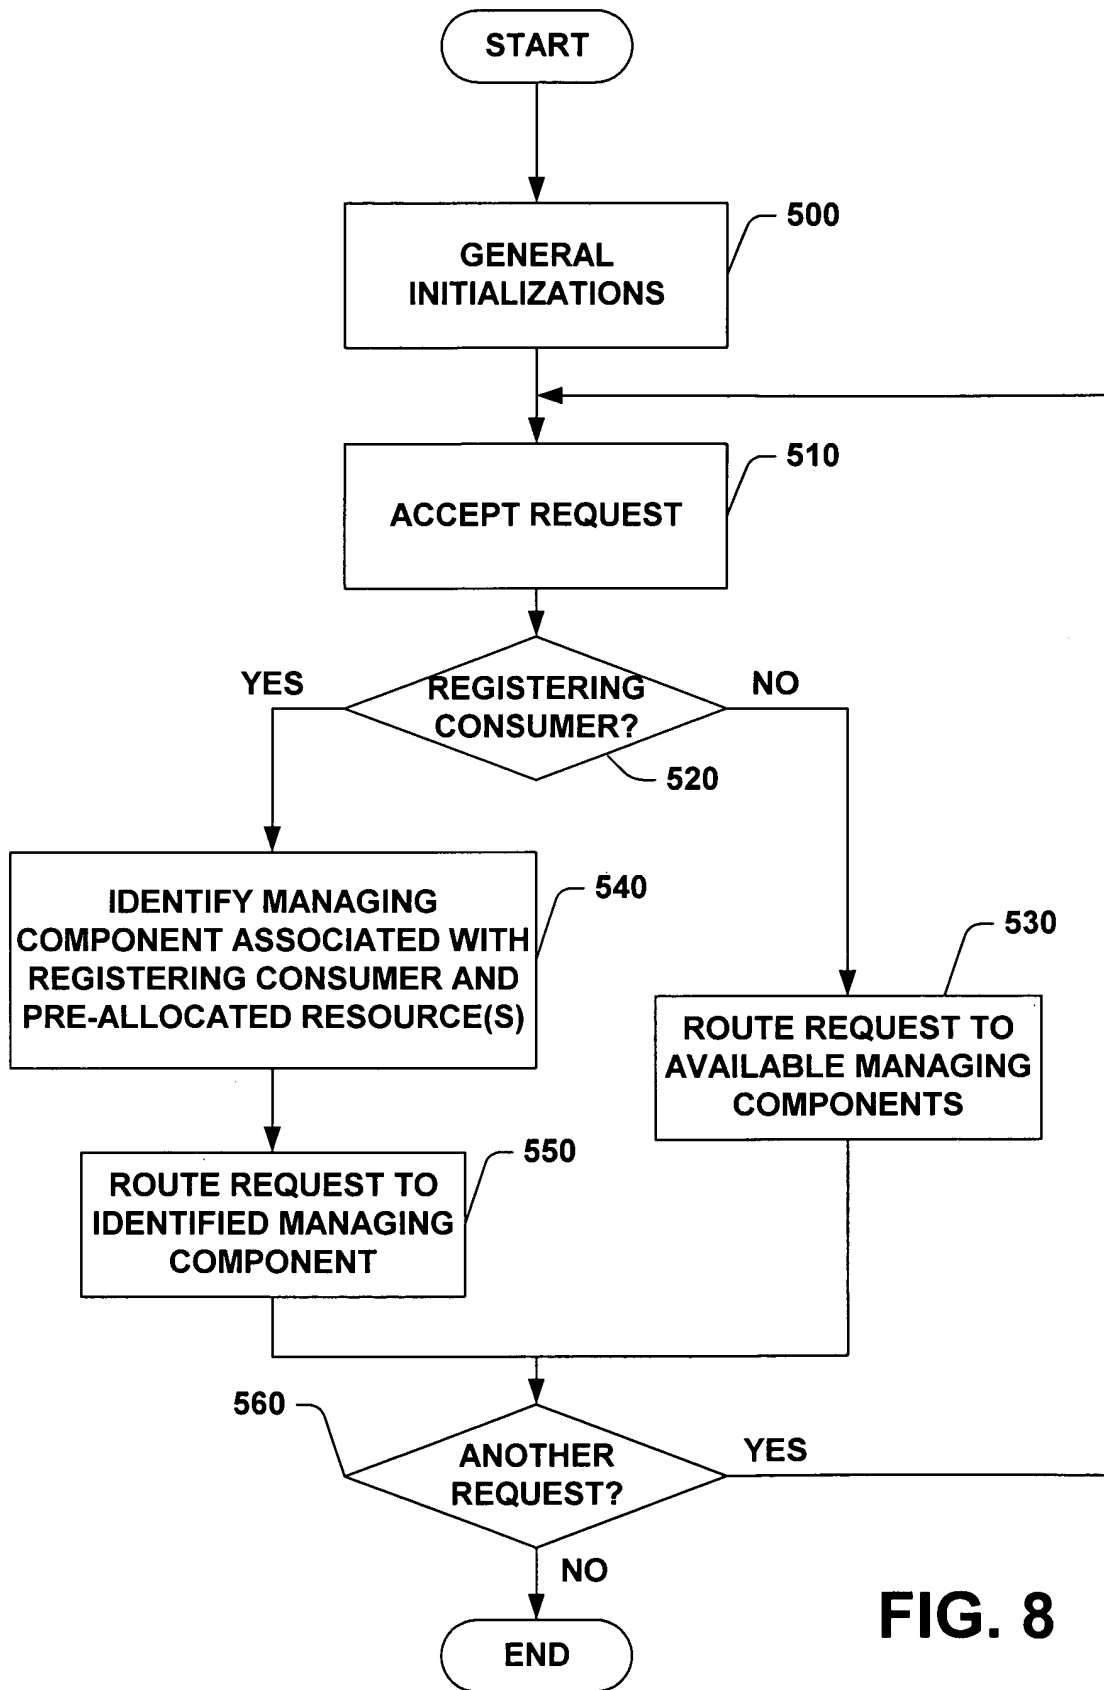 START
500
GENERAL
INITIALIZATIONS
510
ACCEPT REQUEST
YES
REGISTERING
CONSUMER?
NO
520
540
IDENTIFY MANAGING
COMPONENT ASSOCIATED WITH
REGISTERING CONSUMER AND
PRE-ALLOCATED RESOURCE(S)
530
ROUTE REQUEST TO
AVAILABLE MANAGING
COMPONENTS
550
ROUTE REQUEST TO
IDENTIFIED MANAGING
COMPONENT
560
ANOTHER
REQUEST?
YES
NO
END
FIG. 8